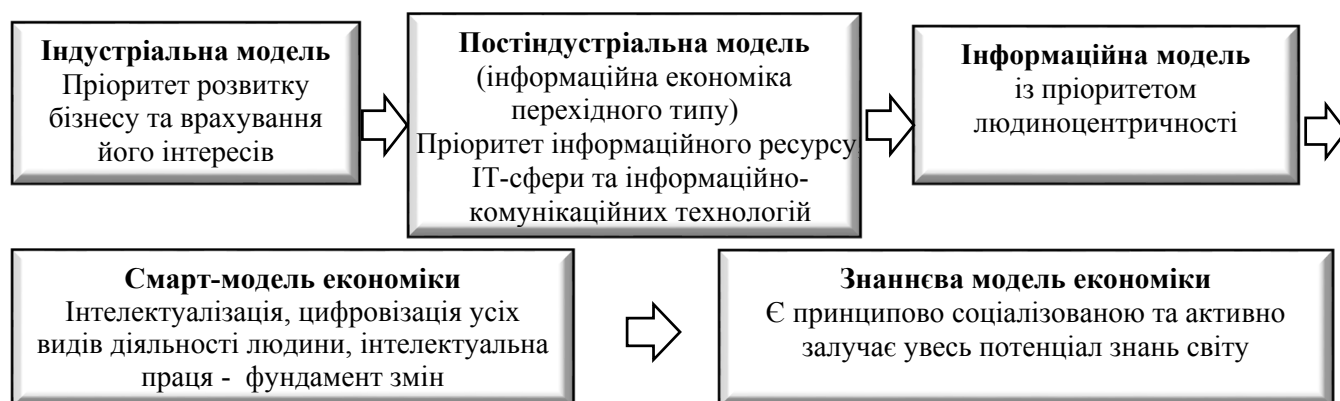 Індустріальна модель
Пріоритет розвитку
бізнесу та врахування
його інтересів
Постіндустріальна модель
(інформаційна економіка
перехідного типу)
Пріоритет інформаційного ресурсу,
ІТ-сфери та інформаційно-
комунікаційних технологій
Інформаційна модель
із пріоритетом
людиноцентричності
Смарт-модель економіки
Інтелектуалізація, цифровізація усіх
видів діяльності людини, інтелектуальна
праця - фундамент змін
Знаннєва модель економіки
Є принципово соціалізованою та активно
залучає увесь потенціал знань світу